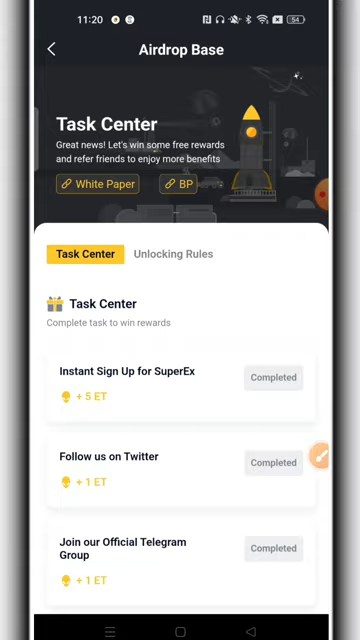 11:20
54
Airdrop Base
Task Center
Great news! Let's win some free rewards
and refer friends to enjoy more benefits
White Paper
BP
Task Center
Unlocking Rules
Task Center
Complete task to win rewards
Instant Sign Up for SuperEx
Completed
+ 5 ET
Follow us on Twitter
Completed
+ 1 ET
Join our Official Telegram
Group
Completed
+ 1 ET